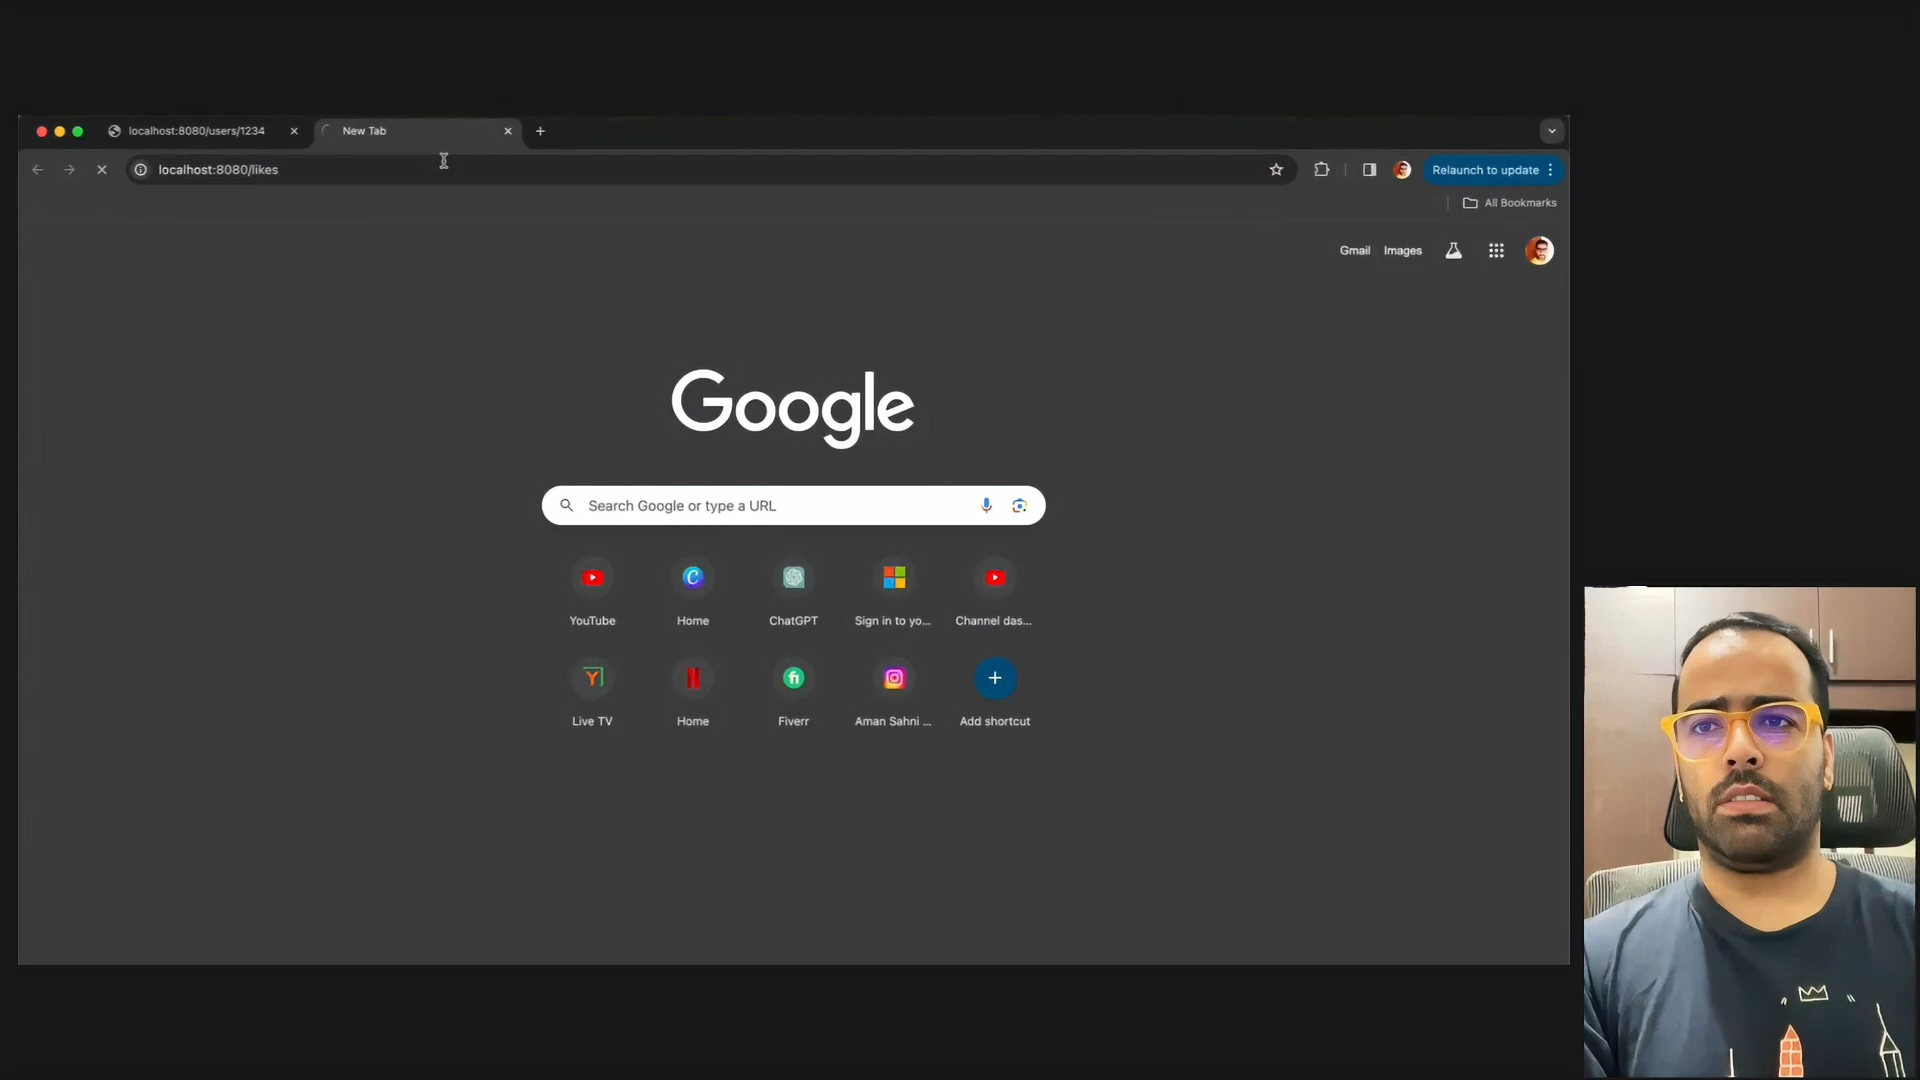 localhost:8080/users/1234
New Tab
localhost:8080/likes
Relaunch to update
All Bookmarks
Gmail Images
Google
Search Google or type a URL
YouTube Home ChatGPT Sign in to yo... Channel das...
Live TV Home Fiverr Aman Sahni ... Add shortcut